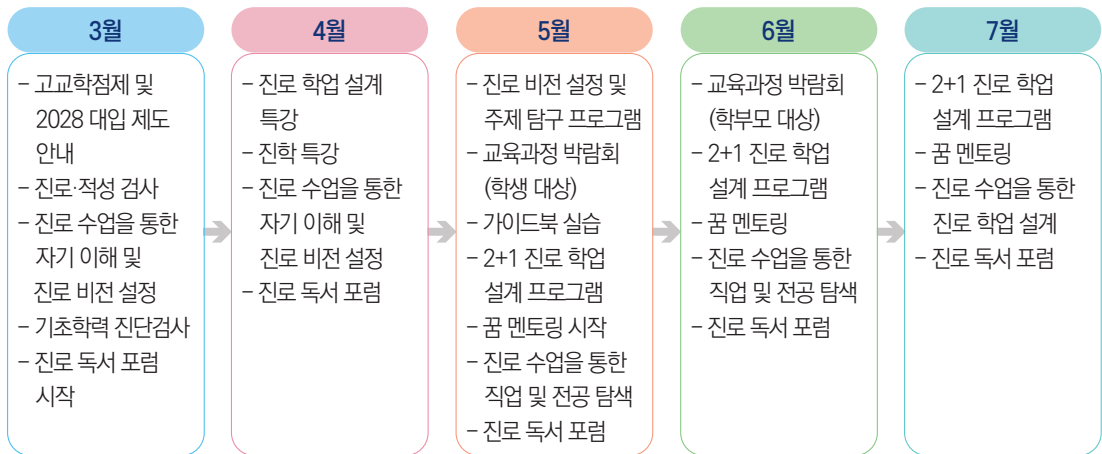 3월
– 고교학점제 및
2028 대입 제도
안내
– 진로·적성 검사
– 진로 수업을 통한
자기 이해 및
진로 비전 설정
– 기초학력 진단검사
– 진로 독서 포럼
시작
4월
– 진로 학업 설계
특강
– 진학 특강
– 진로 수업을 통한
자기 이해 및
진로 비전 설정
– 진로 독서 포럼
5월
– 진로 비전 설정 및
주제 탐구 프로그램
– 교육과정 박람회
(학생 대상)
– 가이드북 실습
– 2+1 진로 학업
설계 프로그램
– 꿈 멘토링 시작
– 진로 수업을 통한
직업 및 전공 탐색
– 진로 독서 포럼
6월
– 교육과정 박람회
(학부모 대상)
– 2+1 진로 학업
설계 프로그램
– 꿈 멘토링
– 진로 수업을 통한
직업 및 전공 탐색
– 진로 독서 포럼
7월
– 2+1 진로 학업
설계 프로그램
– 꿈 멘토링
– 진로 수업을 통한
진로 학업 설계
– 진로 독서 포럼